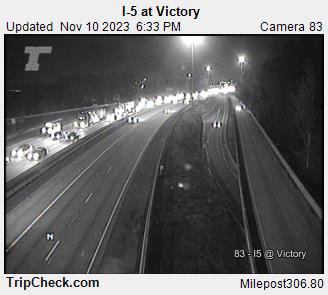 I-5 at Victory
Updated Nov 10 2023 6:33 PM Camera 83
T
N
83 - I5 @ Victory
TripCheck.com Milepost306.80